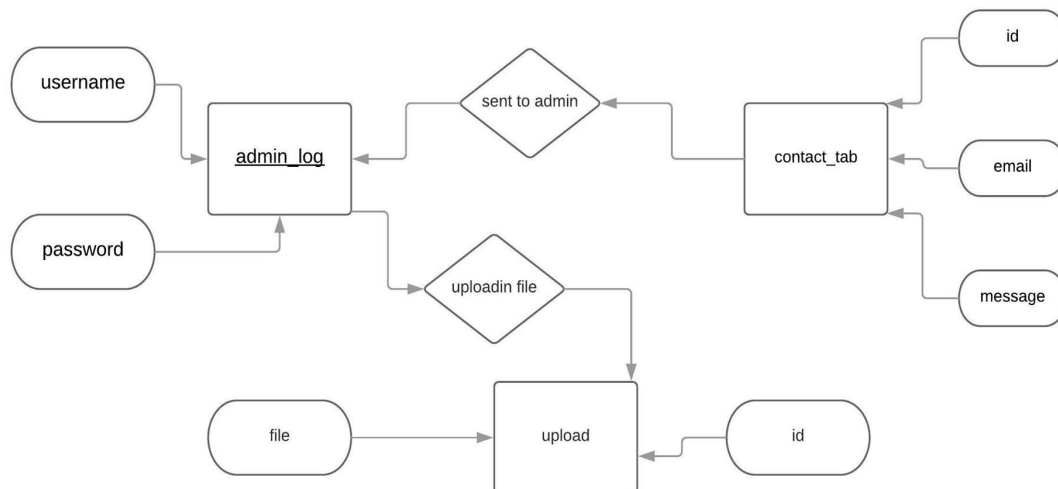 id
username
sent to admin
admin_log
contact_tab
email
password
uploadin file
message
file
upload
id